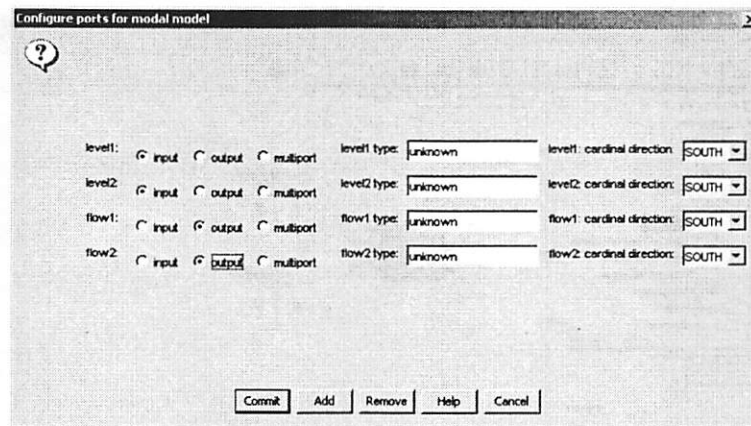 Configure ports for modal model
?
level1: input output multiport level1 type: unknown level1: cardinal direction: SOUTH
level2: input output multiport level2 type: unknown level2: cardinal direction: SOUTH
flow1: input output multiport flow1 type: unknown flow1: cardinal direction: SOUTH
flow2: input output multiport flow2 type: unknown flow2: cardinal direction: SOUTH
Commit Add Remove Help Cancel